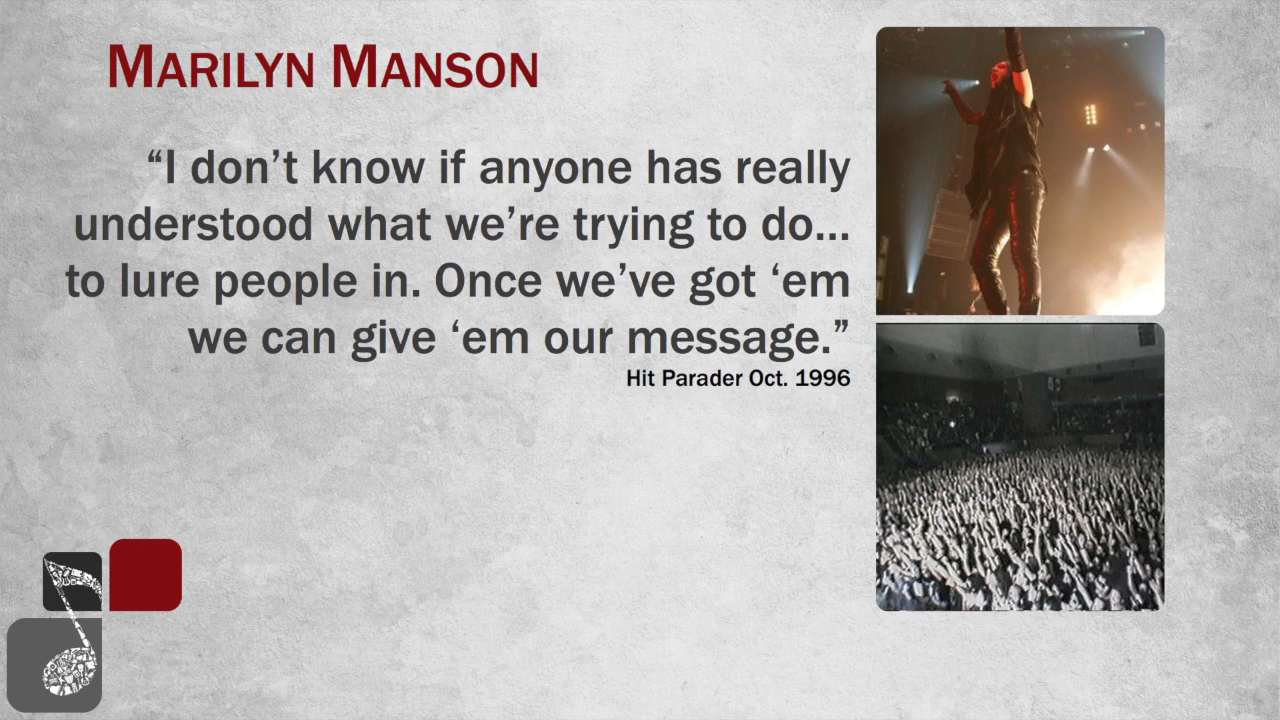 MARILYN MANSON
“I don’t know if anyone has really
understood what we’re trying to do...
to lure people in. Once we’ve got ‘em
we can give ‘em our message.”
Hit Parader Oct. 1996